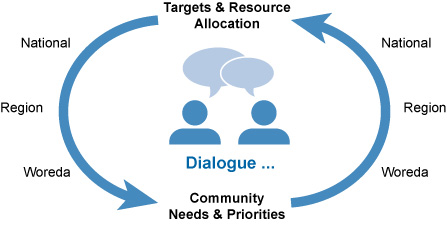 Targets & Resource
Allocation
National
National
Region
Region
Woreda
Woreda
Dialogue ...
Community
Needs & Priorities